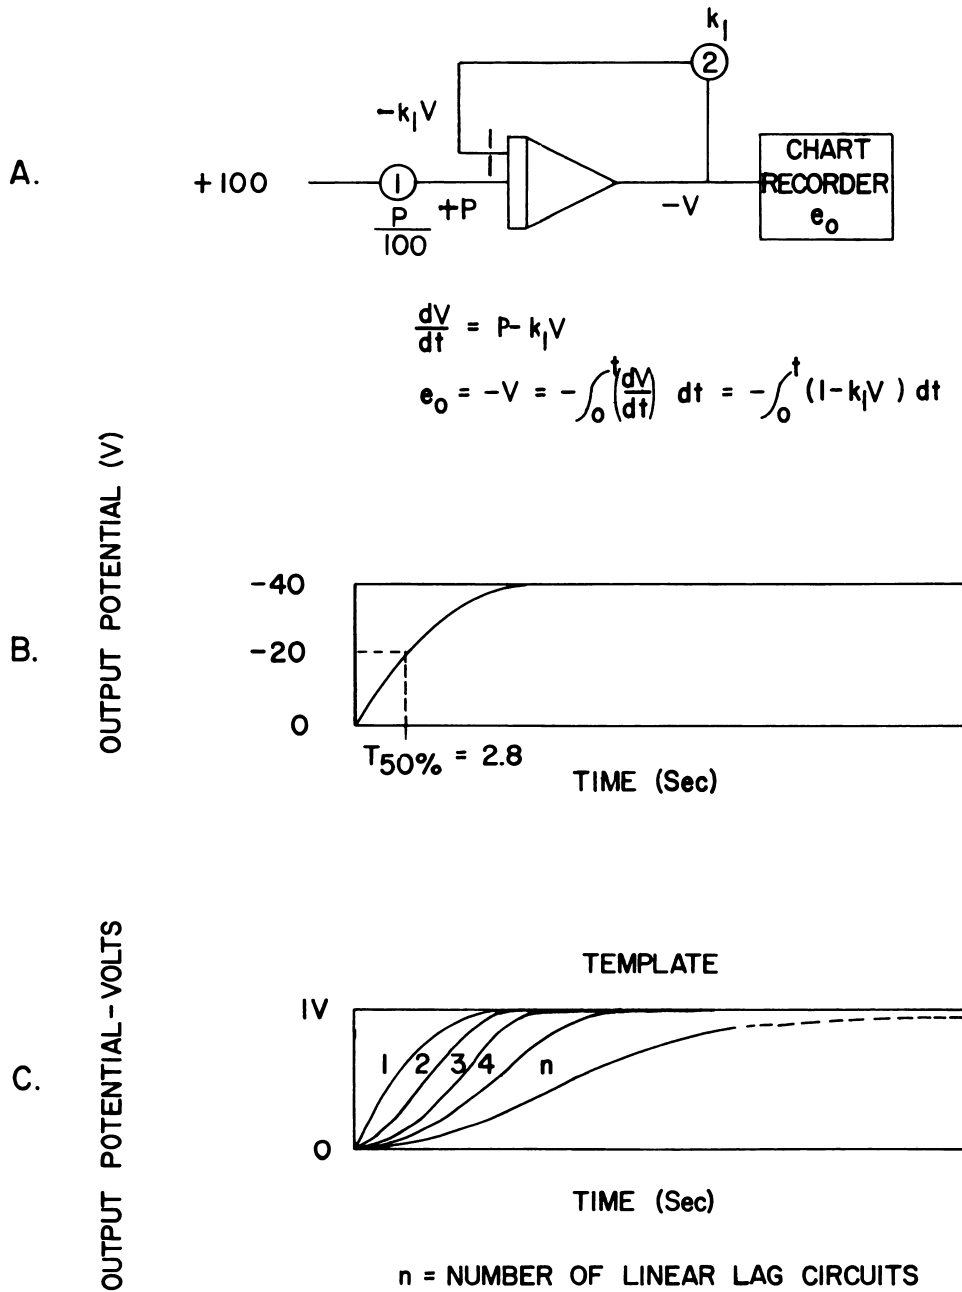 A.
+100
1
P
100
+P
-k₁V
1
1
k₁
2
-V
CHART
RECORDER
e₀
dV/dt = P-k₁V
e₀ = -V = -∫₀ᵗ(dV/dt) dt = -∫₀ᵗ (1-k₁V) dt
B.
OUTPUT POTENTIAL (V)
-40
-20
0
T50% = 2.8
TIME (Sec)
C.
OUTPUT POTENTIAL-VOLTS
TEMPLATE
1V
0
1 2 3 4 n
TIME (Sec)
n = NUMBER OF LINEAR LAG CIRCUITS